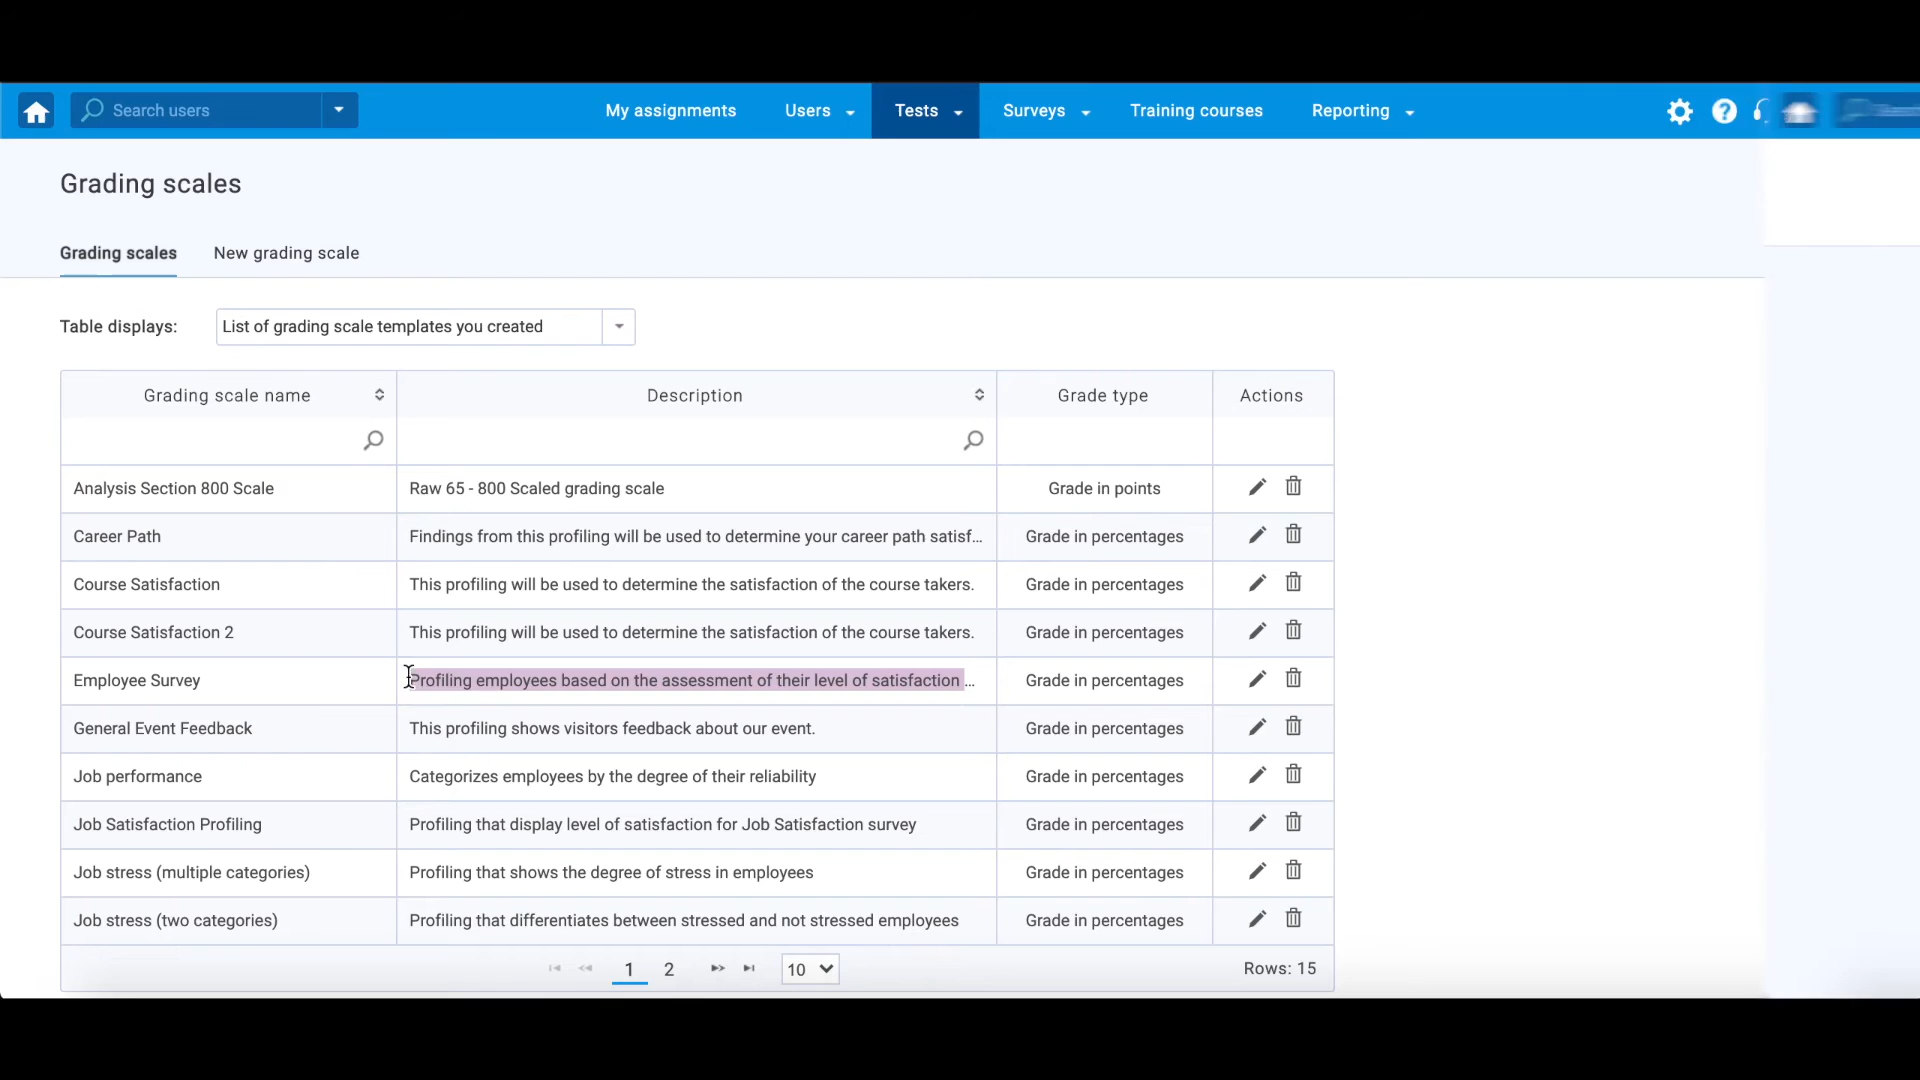 Search users
My assignments
Users
Tests
Surveys
Training courses
Reporting
?
Grading scales
Grading scales
New grading scale
Table displays:
List of grading scale templates you created
Grading scale name
Description
Grade type
Actions
Analysis Section 800 Scale
Raw 65 - 800 Scaled grading scale
Grade in points
Career Path
Findings from this profiling will be used to determine your career path satisf...
Grade in percentages
Course Satisfaction
This profiling will be used to determine the satisfaction of the course takers.
Grade in percentages
Course Satisfaction 2
This profiling will be used to determine the satisfaction of the course takers.
Grade in percentages
Employee Survey
Profiling employees based on the assessment of their level of satisfaction ...
Grade in percentages
General Event Feedback
This profiling shows visitors feedback about our event.
Grade in percentages
Job performance
Categorizes employees by the degree of their reliability
Grade in percentages
Job Satisfaction Profiling
Profiling that display level of satisfaction for Job Satisfaction survey
Grade in percentages
Job stress (multiple categories)
Profiling that shows the degree of stress in employees
Grade in percentages
Job stress (two categories)
Profiling that differentiates between stressed and not stressed employees
Grade in percentages
1
2
10
Rows: 15